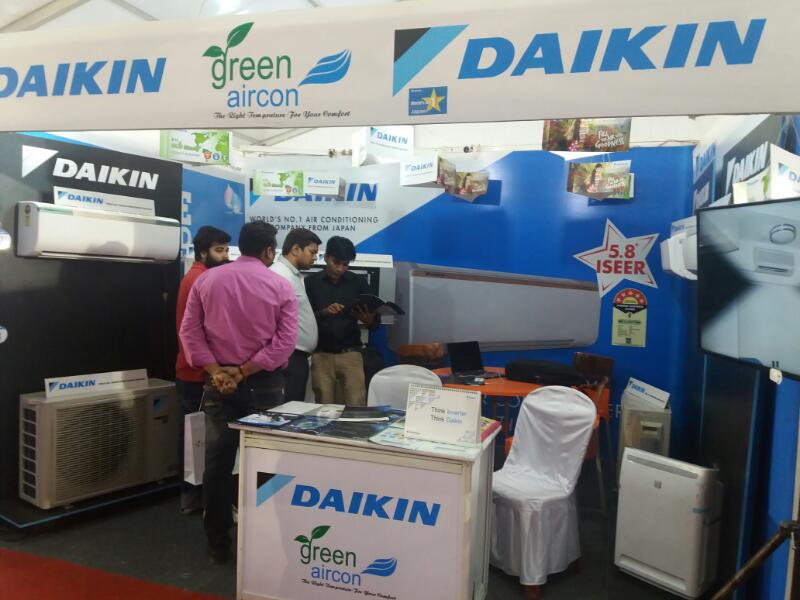 DAIKIN
green
aircon
The Right Temperature For Your Comfort
DAIKIN
DAIKIN
DAIKIN
DAIKIN
DAIKIN
DAIKIN
DAIKIN
WORLD'S NO.1 AIR CONDITIONING
COMPANY FROM JAPAN
5.8*
ISEER
DAIKIN
DAIKIN
DAIKIN
Think Inverter
Think Daikin
DAIKIN
green
aircon
The Right Temperature For Your Comfort